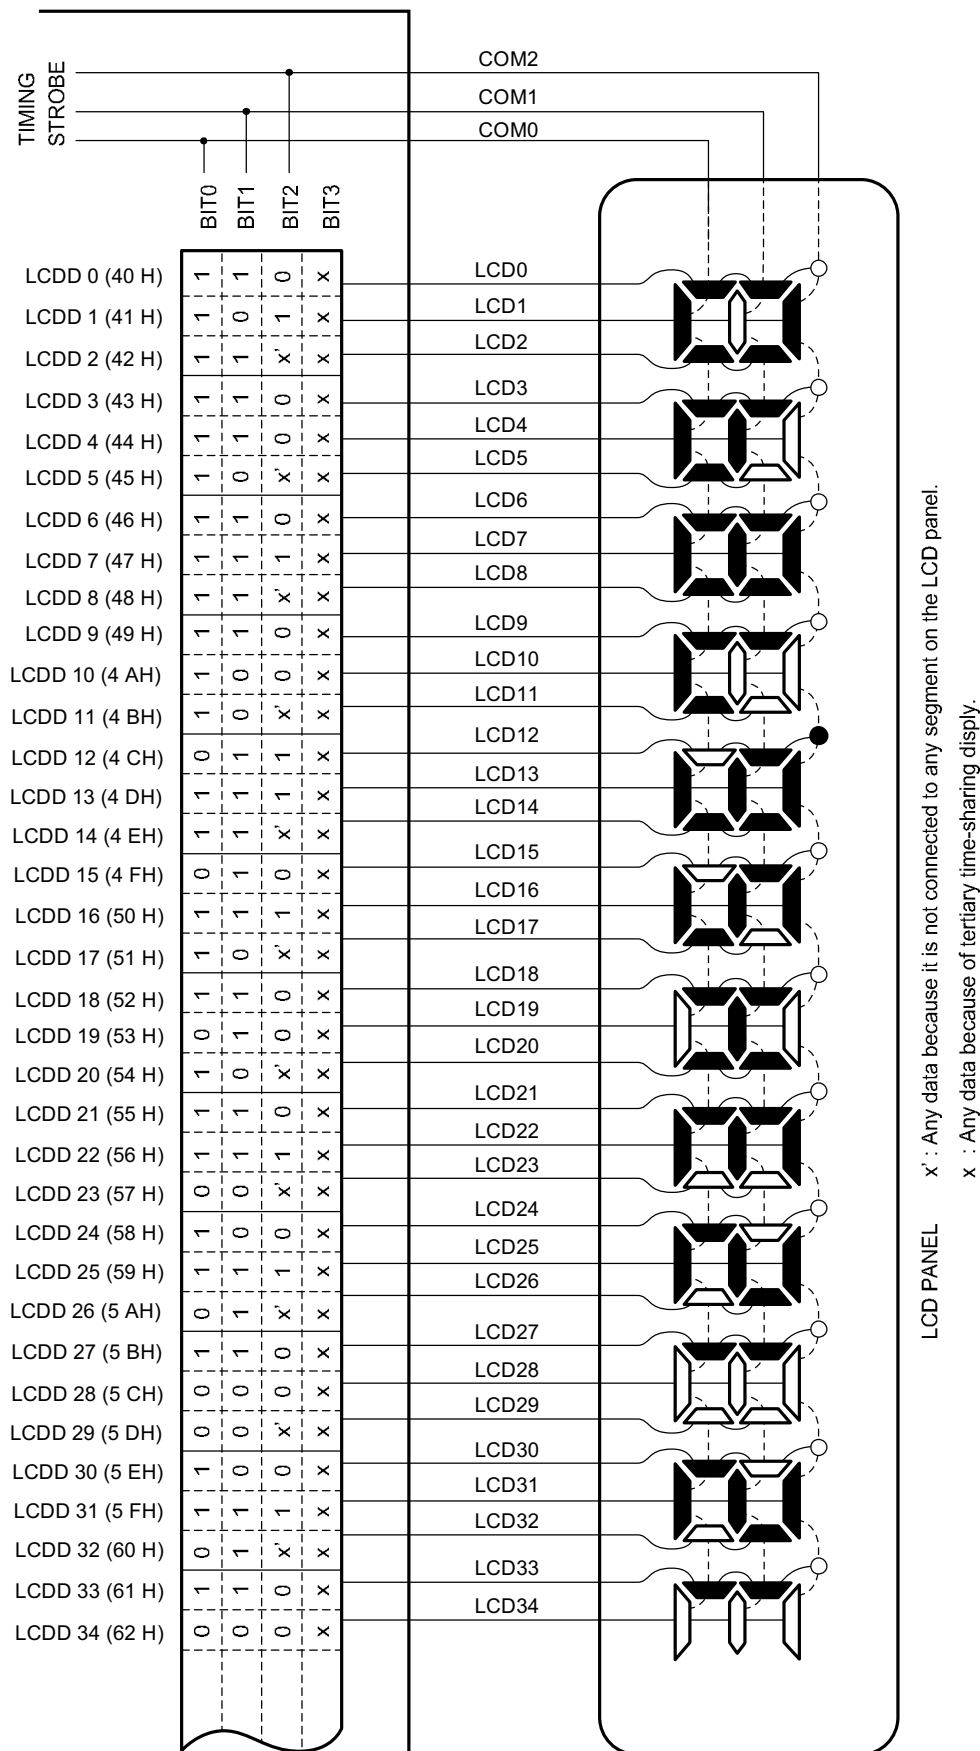 TIMING
STROBE
COM2
COM1
COM0
BIT0
BIT1
BIT2
BIT3
LCDD 0 (40 H) 1 1 0 x LCD0
LCDD 1 (41 H) 1 0 1 x LCD1
LCDD 2 (42 H) 1 1 x' x LCD2
LCDD 3 (43 H) 1 1 0 x LCD3
LCDD 4 (44 H) 1 1 0 x LCD4
LCDD 5 (45 H) 1 0 x' x LCD5
LCDD 6 (46 H) 1 1 0 x LCD6
LCDD 7 (47 H) 1 1 1 x LCD7
LCDD 8 (48 H) 1 1 x' x LCD8
LCDD 9 (49 H) 1 1 0 x LCD9
LCDD 10 (4 AH) 1 0 0 x LCD10
LCDD 11 (4 BH) 1 0 x' x LCD11
LCDD 12 (4 CH) 0 1 1 x LCD12
LCDD 13 (4 DH) 1 1 1 x LCD13
LCDD 14 (4 EH) 1 1 x' x LCD14
LCDD 15 (4 FH) 0 1 0 x LCD15
LCDD 16 (50 H) 1 1 1 x LCD16
LCDD 17 (51 H) 1 0 x' x LCD17
LCDD 18 (52 H) 1 1 0 x LCD18
LCDD 19 (53 H) 0 1 0 x LCD19
LCDD 20 (54 H) 1 0 x' x LCD20
LCDD 21 (55 H) 1 1 0 x LCD21
LCDD 22 (56 H) 1 1 1 x LCD22
LCDD 23 (57 H) 0 0 x' x LCD23
LCDD 24 (58 H) 1 0 0 x LCD24
LCDD 25 (59 H) 1 1 1 x LCD25
LCDD 26 (5 AH) 0 1 x' x LCD26
LCDD 27 (5 BH) 1 1 0 x LCD27
LCDD 28 (5 CH) 0 0 0 x LCD28
LCDD 29 (5 DH) 0 0 x' x LCD29
LCDD 30 (5 EH) 1 0 0 x LCD30
LCDD 31 (5 FH) 1 1 1 x LCD31
LCDD 32 (60 H) 0 1 x' x LCD32
LCDD 33 (61 H) 1 1 0 x LCD33
LCDD 34 (62 H) 0 0 0 x LCD34
LCD PANEL
x' : Any data because it is not connected to any segment on the LCD panel.
x : Any data because of tertiary time-sharing disply.